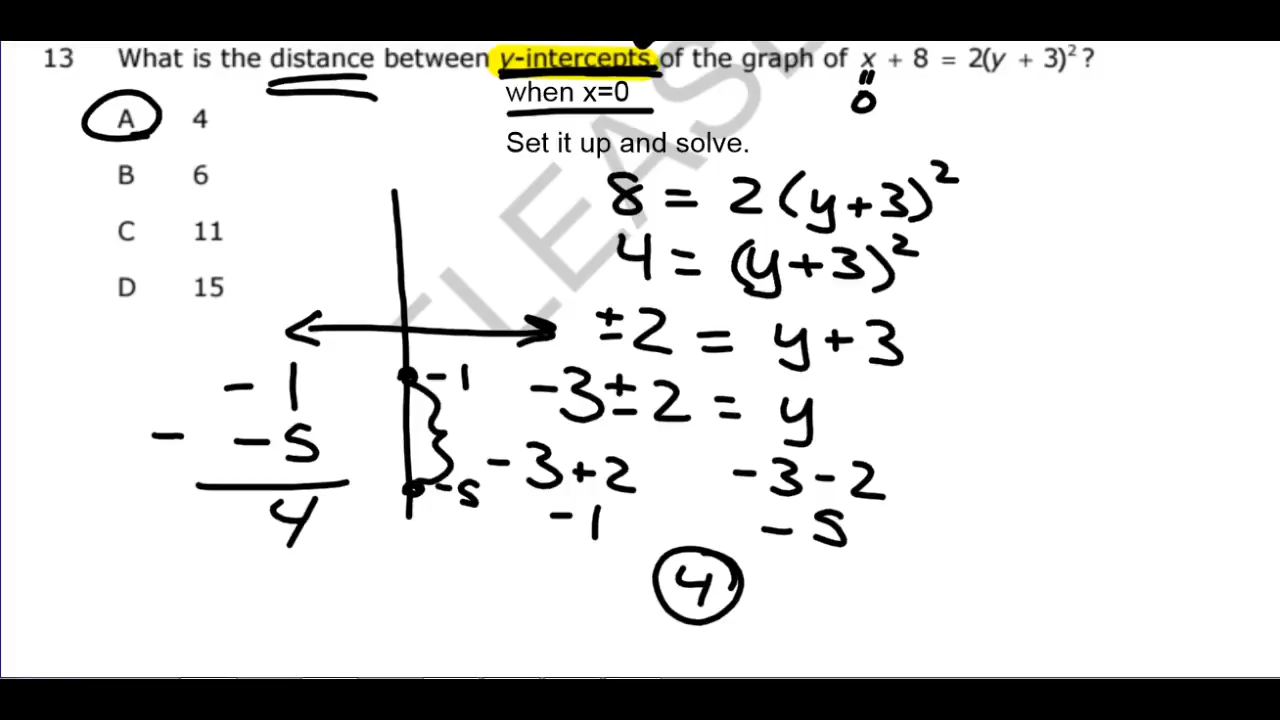 13 What is the distance between y-intercepts of the graph of x + 8 = 2(y + 3)²?
when x=0
"
0
A 4
Set it up and solve.
B 6
8 = 2(y+3)²
C 11
4 = (y+3)²
D 15
±2 = y+3
-3±2 = y
-1
- -5
4
-1
-5
-3+2
-1
-3-2
-5
4